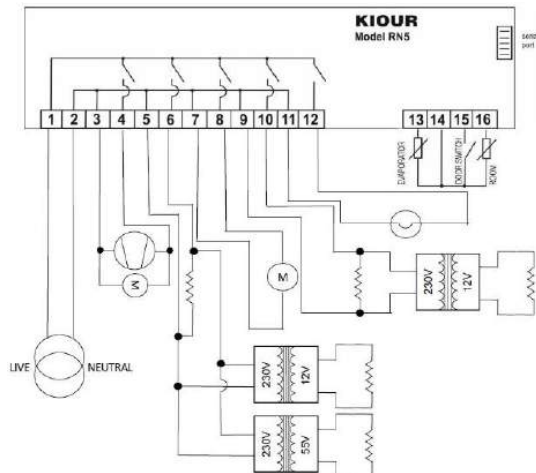 KIOUR
Model RN5
port
1 2 3 4 5 6 7 8 9 10 11 12
13 14 15 16
EVAPORATOR
DOOR SWITCH
ROOM
M
M
230V
12V
LIVE
NEUTRAL
230V
12V
230V
55V